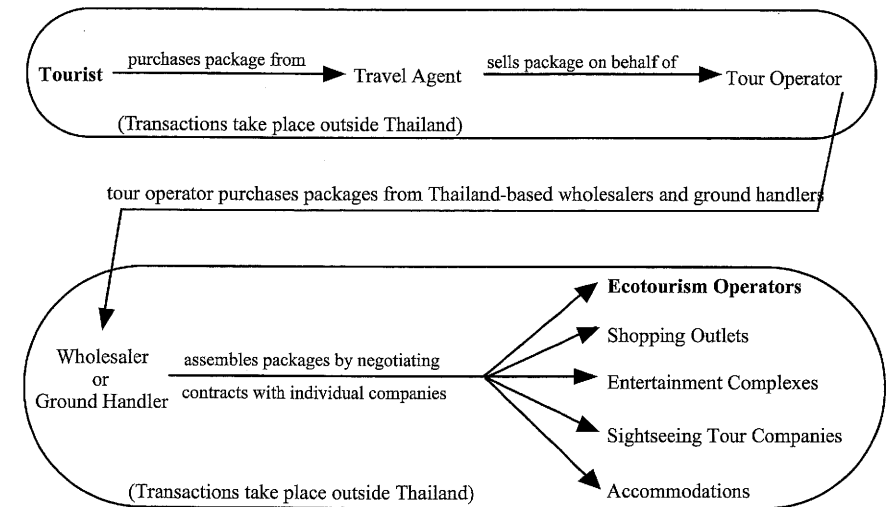 Tourist purchases package from Travel Agent sells package on behalf of Tour Operator
(Transactions take place outside Thailand)
tour operator purchases packages from Thailand-based wholesalers and ground handlers
Ecotourism Operators
Shopping Outlets
Wholesaler
or
Ground Handler
assembles packages by negotiating
contracts with individual companies
Entertainment Complexes
Sightseeing Tour Companies
Accommodations
(Transactions take place outside Thailand)